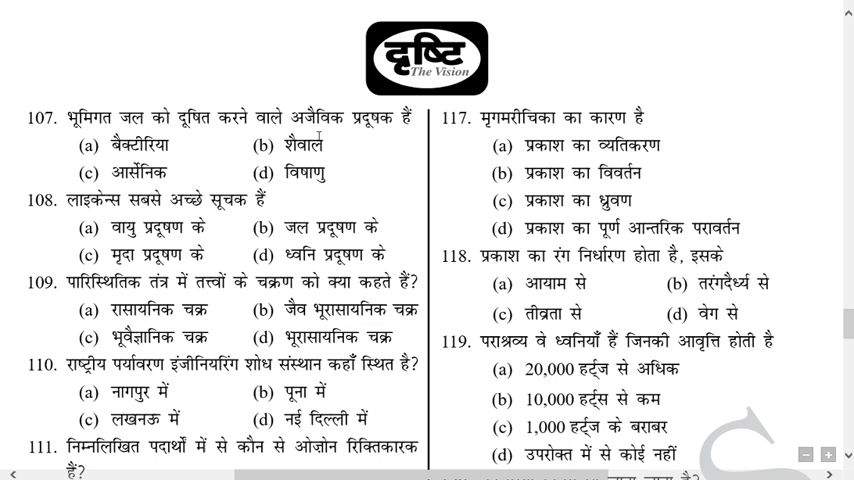 दृष्टि
The Vision
107. भूमिगत जल को दूषित करने वाले अजैविक प्रदूषक हैं
(a) बैक्टीरिया (b) शैवाल
(c) आर्सेनिक (d) विषाणु
108. लाइकेन्स सबसे अच्छे सूचक हैं
(a) वायु प्रदूषण के (b) जल प्रदूषण के
(c) मृदा प्रदूषण के (d) ध्वनि प्रदूषण के
109. पारिस्थितिक तंत्र में तत्त्वों के चक्रण को क्या कहते हैं?
(a) रासायनिक चक्र (b) जैव भूरासायनिक चक्र
(c) भूवैज्ञानिक चक्र (d) भूरासायनिक चक्र
110. राष्ट्रीय पर्यावरण इंजीनियरिंग शोध संस्थान कहाँ स्थित है?
(a) नागपुर में (b) पूना में
(c) लखनऊ में (d) नई दिल्ली में
111. निम्नलिखित पदार्थों में से कौन से ओज़ोन रिक्तिकारक
हैं?
117. मृगमरीचिका का कारण है
(a) प्रकाश का व्यतिकरण
(b) प्रकाश का विवर्तन
(c) प्रकाश का ध्रुवण
(d) प्रकाश का पूर्ण आन्तरिक परावर्तन
118. प्रकाश का रंग निर्धारण होता है, इसके
(a) आयाम से (b) तरंगदैर्ध्य से
(c) तीव्रता से (d) वेग से
119. पराश्रव्य वे ध्वनियाँ हैं जिनकी आवृत्ति होती है
(a) 20,000 हर्ट्ज से अधिक
(b) 10,000 हर्ट्स से कम
(c) 1,000 हर्ट्ज के बराबर
(d) उपरोक्त में से कोई नहीं